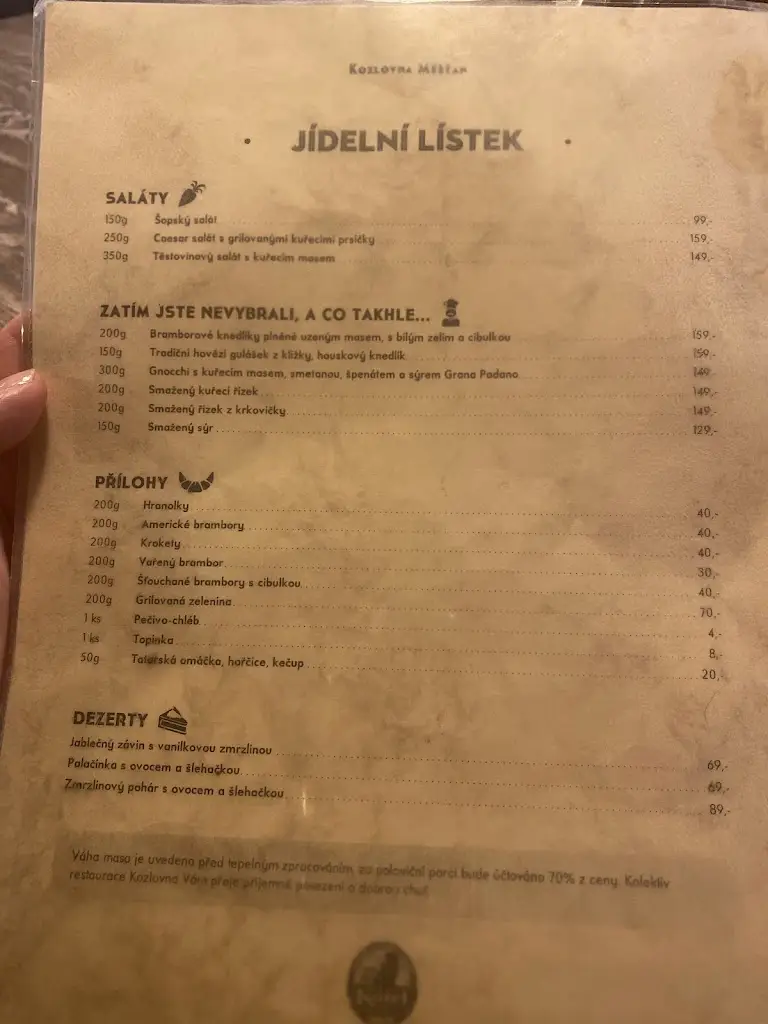 Kozlovna Měšťan
• JÍDELNÍ LÍSTEK •
SALÁTY
150g Šopský salát 99,-
250g Caesar salát s grilovanými kuřecími prsíčky 159,-
350g Těstovinový salát s kuřecím masem 149,-
ZATÍM JSTE NEVYBRALI, A CO TAKHLE...
200g Bramborové knedlíky plněné uzeným masem, s bílým zelím a cibulkou 159,-
150g Tradiční hovězí gulášek z kližky, houskový knedlík 159,-
300g Gnocchi s kuřecím masem, smetanou, špenátem a sýrem Grana Padano 149,-
200g Smažený kuřecí řízek 149,-
200g Smažený řízek z krkovičky 149,-
150g Smažený sýr 129,-
PŘÍLOHY
200g Hranolky 40,-
200g Americké brambory 40,-
200g Krokety 40,-
200g Vařený brambor 30,-
200g Šťouchané brambory s cibulkou 40,-
200g Grilovaná zelenina 70,-
1 ks Pečivo-chléb 4,-
1 ks Topinka 8,-
50g Tatarská omáčka, hořčice, kečup 20,-
DEZERTY
Jablečný závin s vanilkovou zmrzlinou 69,-
Palačinka s ovocem a šlehačkou 69,-
Zmrzlinový pohár s ovocem a šlehačkou 89,-
Váha masa je uvedena před tepelným zpracováním, za poloviční porci bude účtováno 70% z ceny. Kolektiv
restaurace Kozlovna Vám přeje příjemné posezení a dobrou chuť